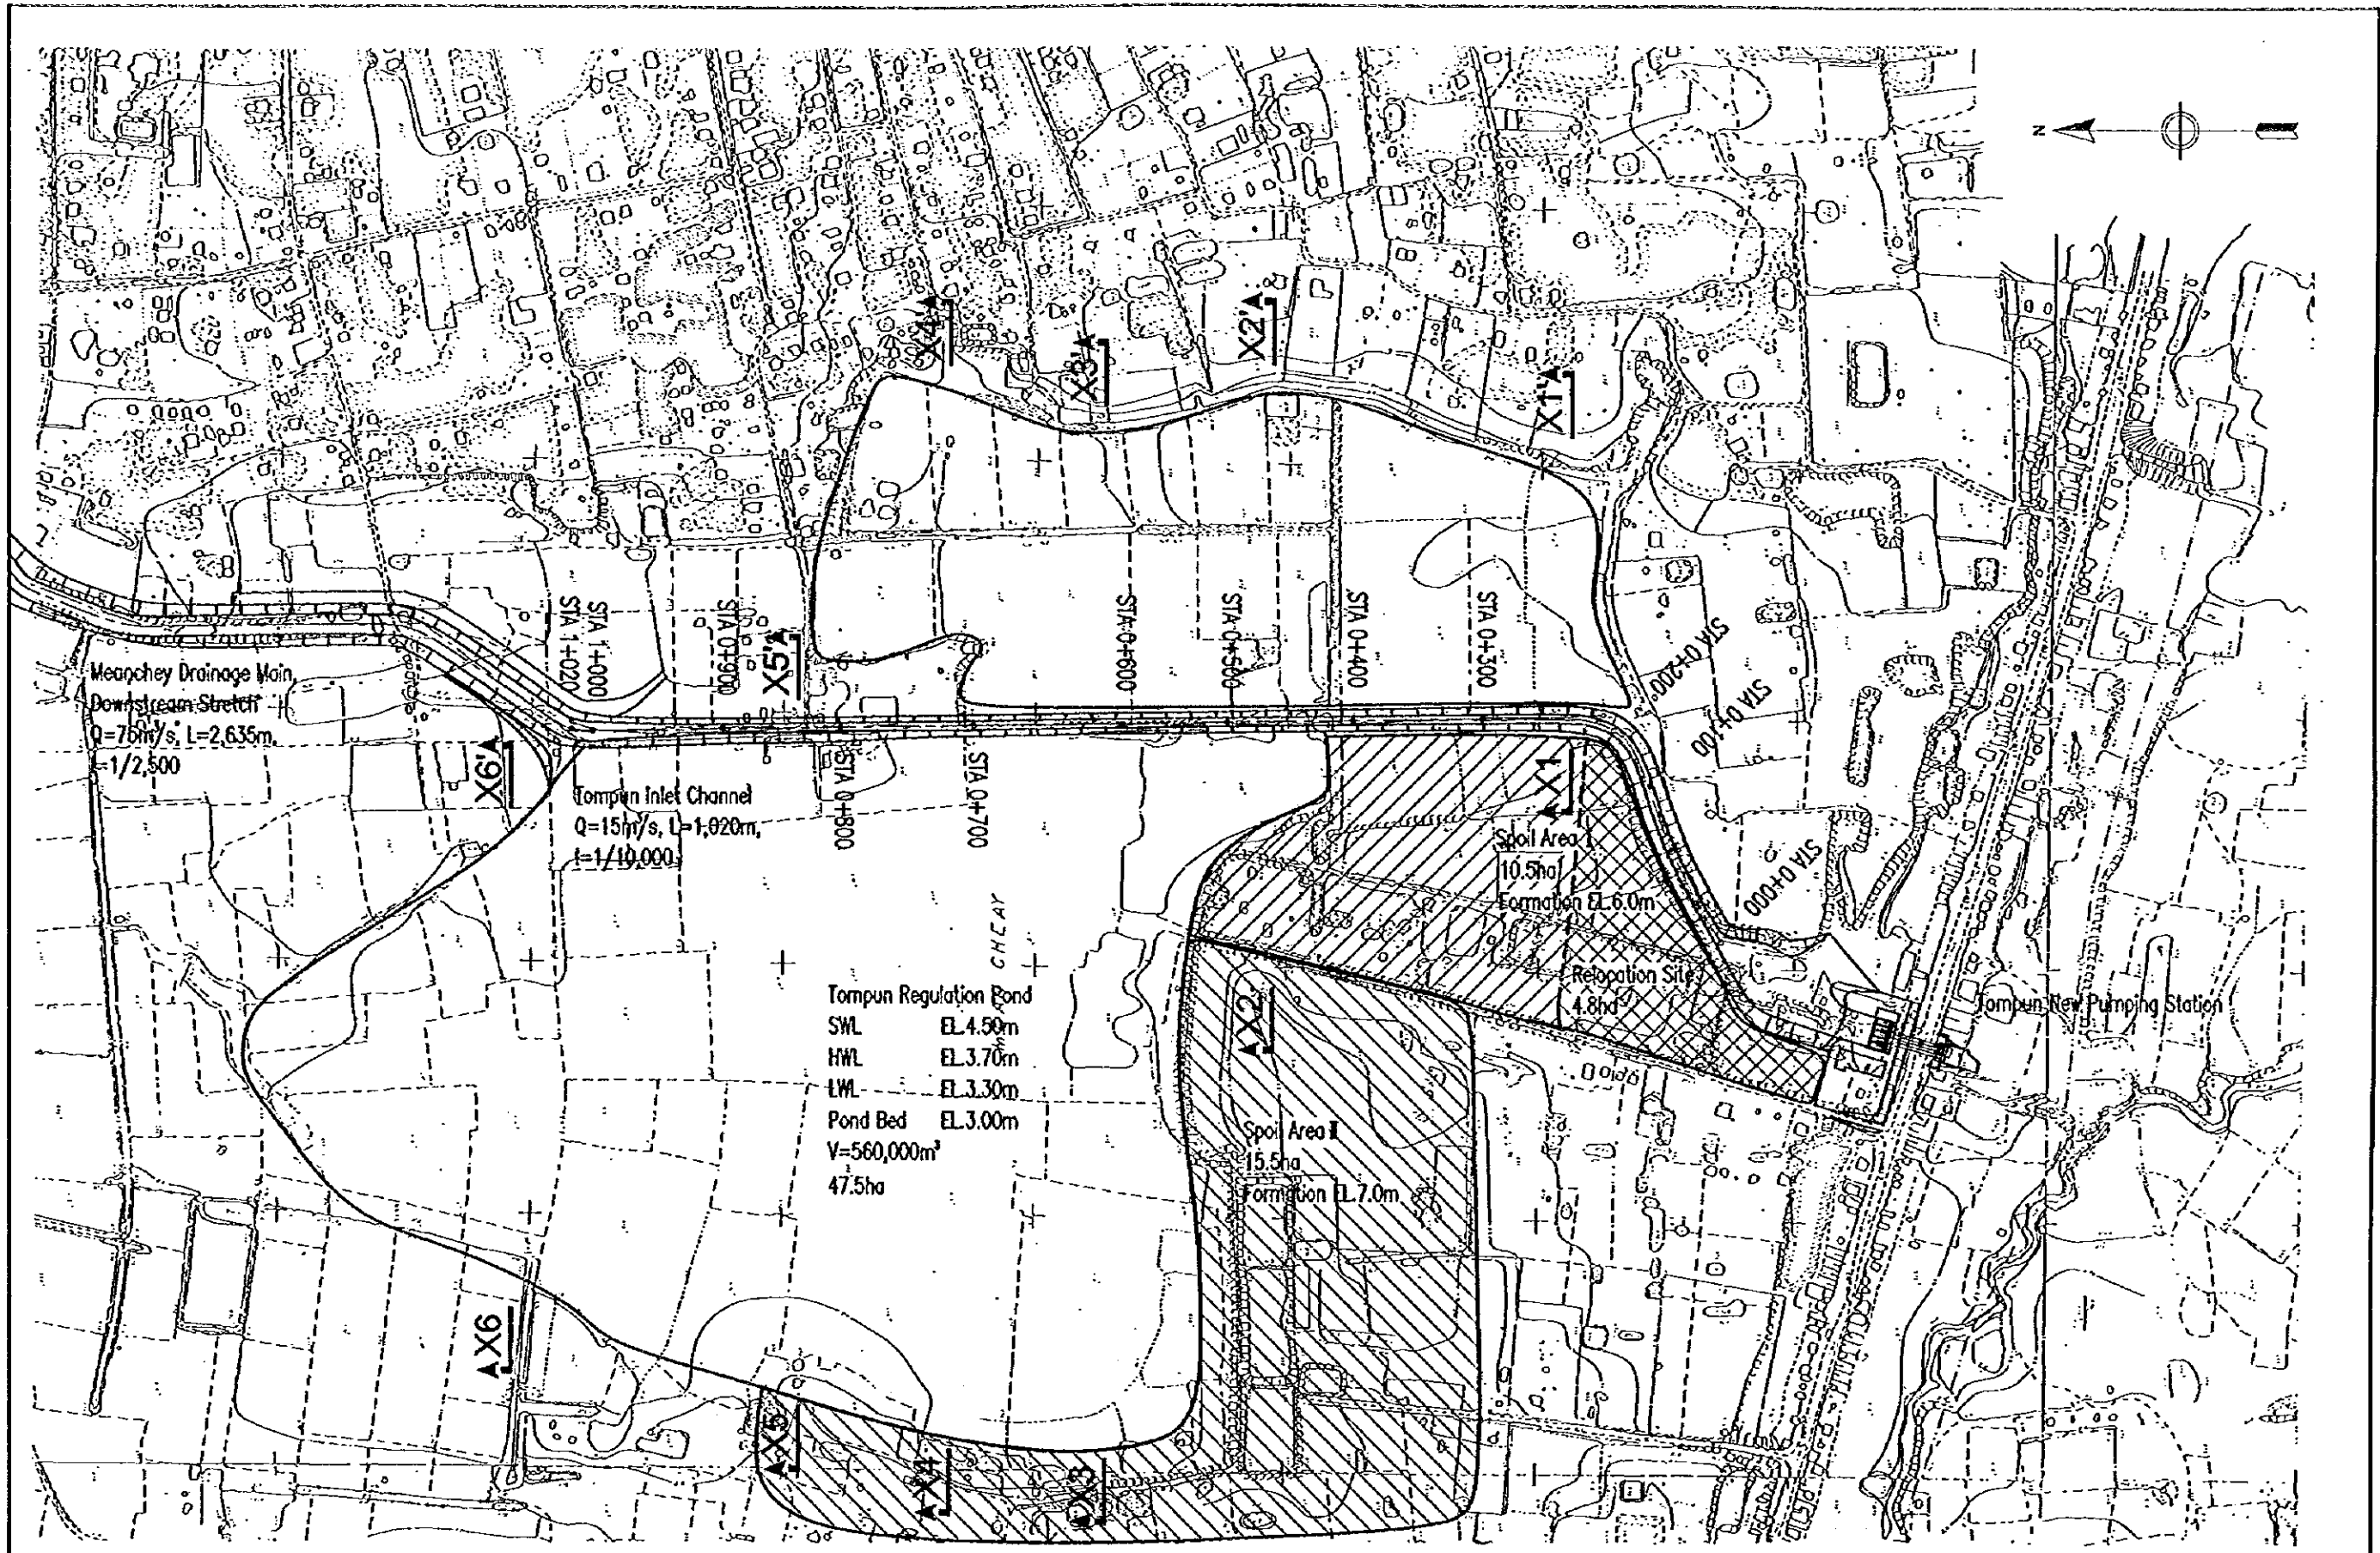 N
X4'
X3'
X2'
X1'
STA 1+020
STA 1+000
STA 0+900
X5'
STA 0+600
STA 0+500
STA 0+400
STA 0+300
STA 0+200
STA 0+100
STA 0+000
Meanchey Drainage Main,
Downstream Stretch
L=2,635m,
I=1/2,500
X6'
Tompun Inlet Channel
Q=15m³/s, L=1,020m,
I=1/10,000
STA 0+800
STA 0+700
X1
Spoil Area I
10.5ha
Formation EL.6.0m
Relocation Site
4.8ha
Tompun New Pumping Station
CHEAY
Tompun Regulation Pond
SWL EL.4.50m
HWL EL.3.70m
LWL EL.3.30m
Pond Bed EL.3.00m
V=560,000m³
47.5ha
X2
Spoil Area II
15.5ha
Formation EL.7.0m
X6
X5
X4
X3